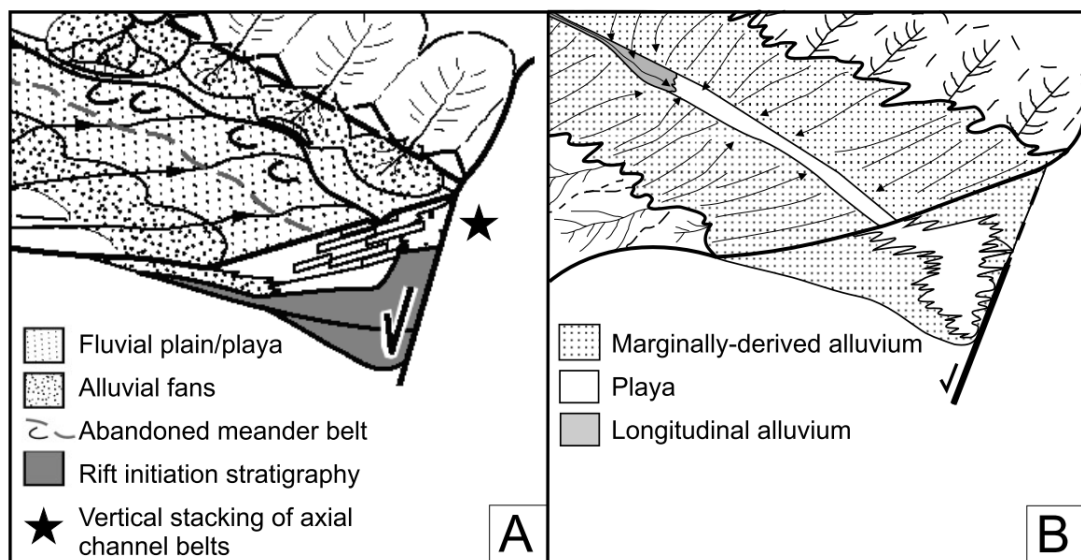 Fluvial plain/playa
Alluvial fans
Abandoned meander belt
Rift initiation stratigraphy
Vertical stacking of axial
channel belts
A
Marginally-derived alluvium
Playa
Longitudinal alluvium
B